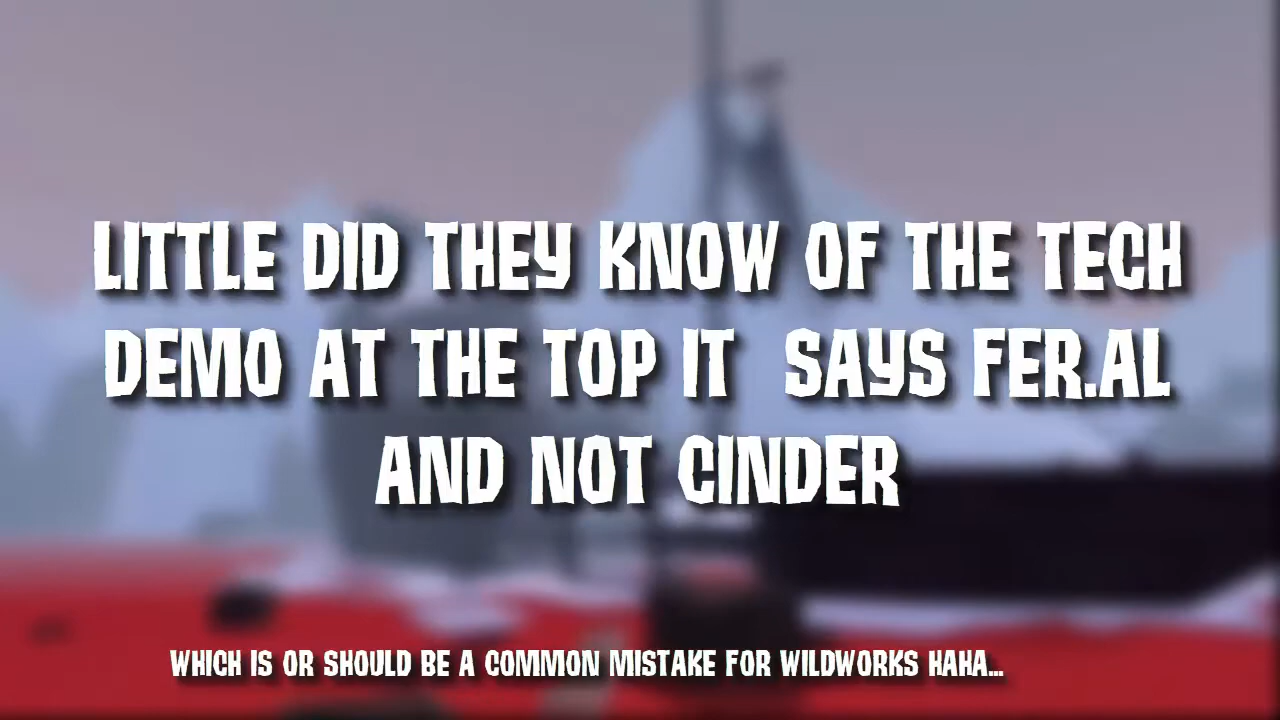 LITTLE DID THEY KNOW OF THE TECH
DEMO AT THE TOP IT  SAYS FER.AL
AND NOT CINDER
WHICH IS OR SHOULD BE A COMMON MISTAKE FOR WILDWORKS HAHA...